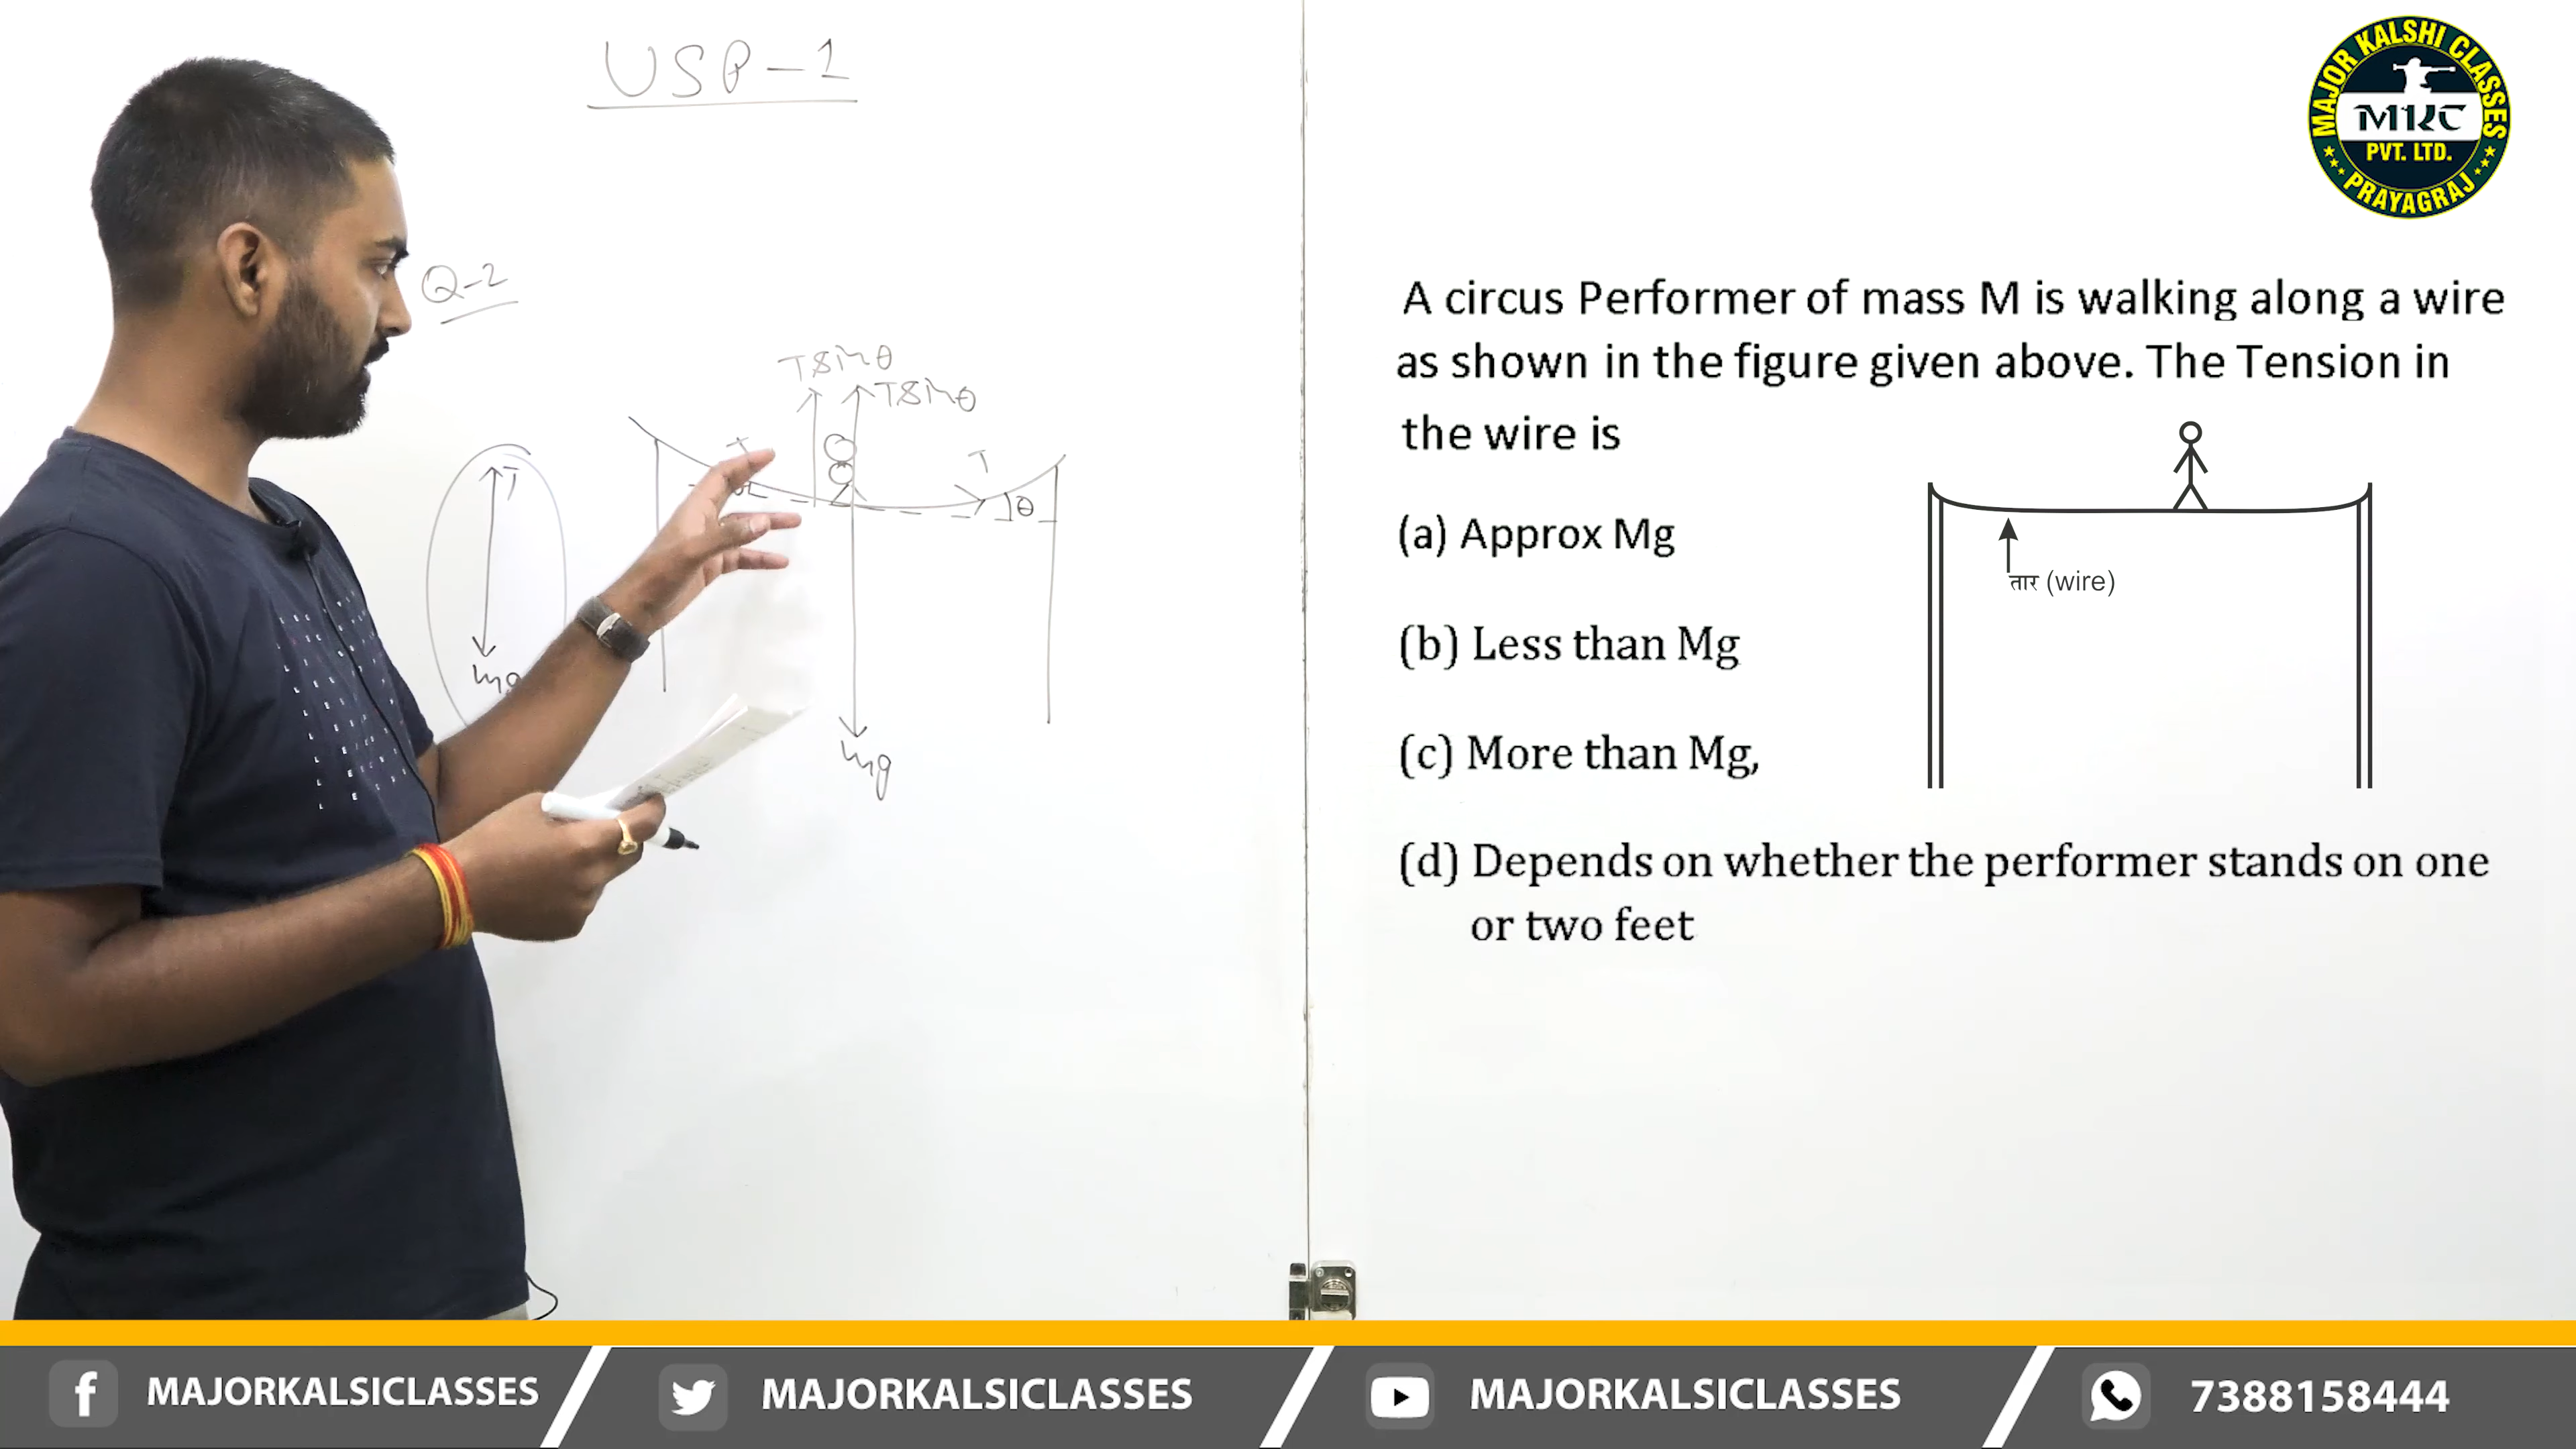 USP-1
Q-2
T sin θ
T sin θ
T
T
T
θ
mg
mg
MAJOR KALSHI CLASSES
MKC
PVT. LTD.
PRAYAGRAJ
A circus Performer of mass M is walking along a wire
as shown in the figure given above. The Tension in
the wire is
(a) Approx Mg
तार (wire)
(b) Less than Mg
(c) More than Mg,
(d) Depends on whether the performer stands on one
or two feet
MAJORKALSICLASSES
MAJORKALSICLASSES
MAJORKALSICLASSES
7388158444